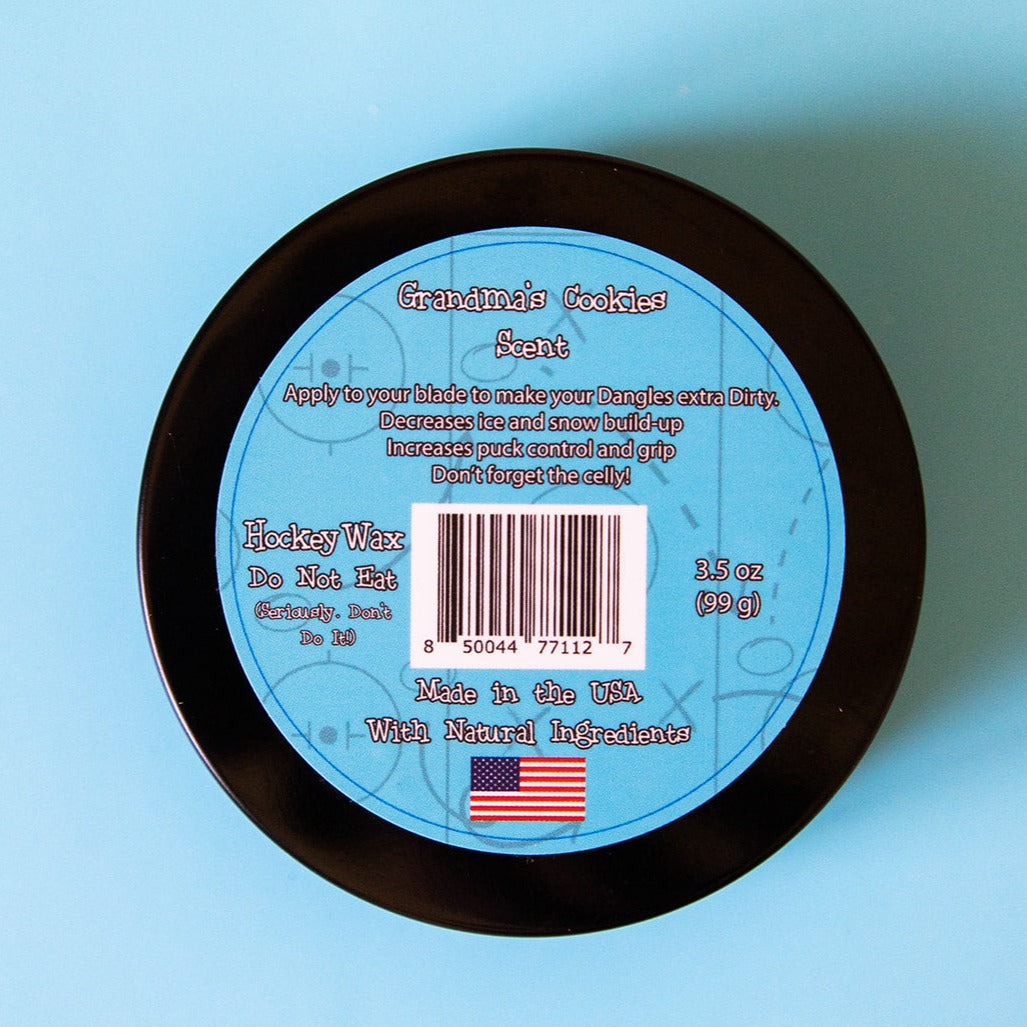 Grandma's Cookies
Scent
Apply to your blade to make your Dangles extra Dirty.
Decreases ice and snow build-up
Increases puck control and grip
Don't forget the celly!
Hockey Wax
Do Not Eat
(Seriously. Don't
Do It!)
8 50044 77112 7
3.5 oz
(99 g)
Made in the USA
With Natural Ingredients